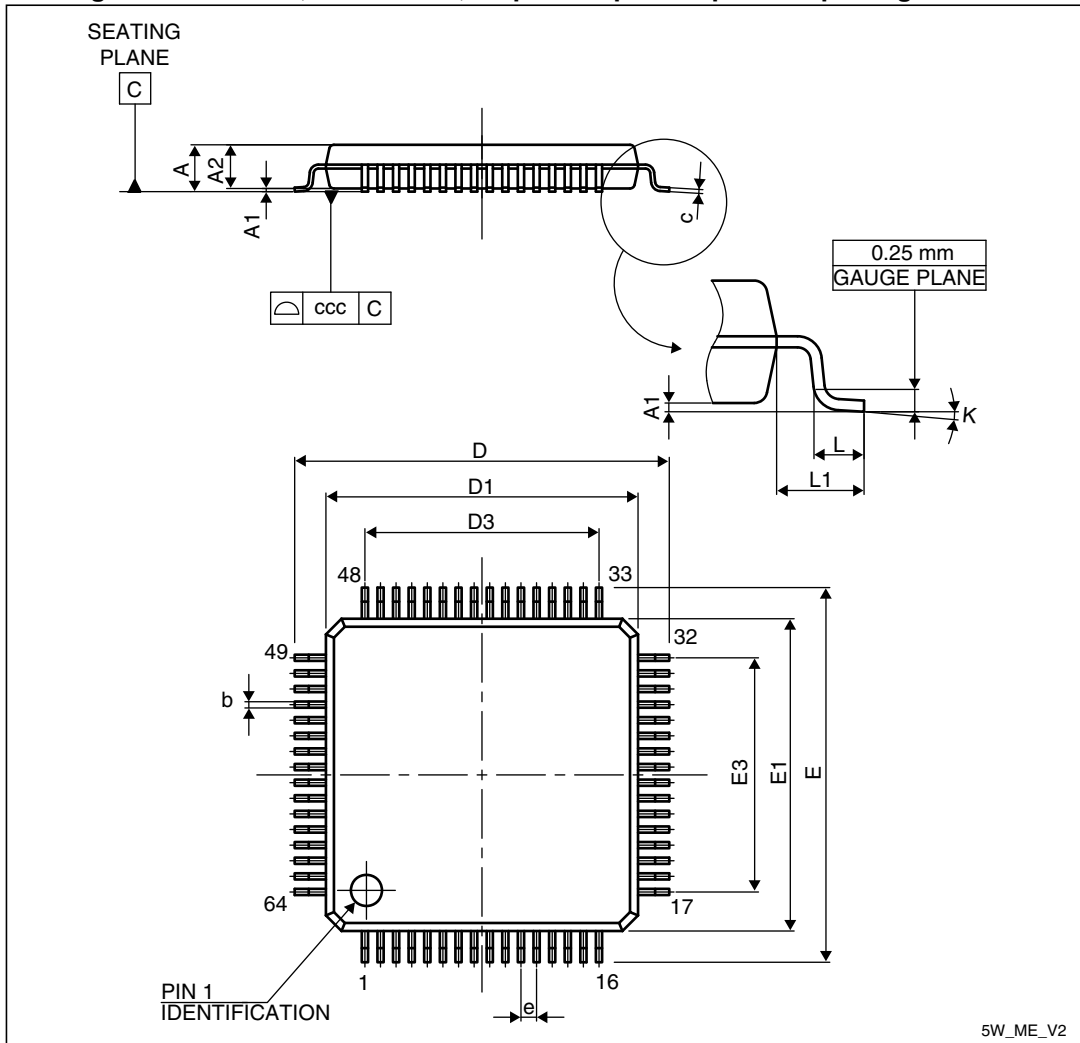 SEATING
PLANE
C
A
A2
A1
c
ccc C
0.25 mm
GAUGE PLANE
A1
K
L
L1
D
D1
D3
48
33
49
32
b
E3
E1
E
64
17
PIN 1
IDENTIFICATION
1
16
e
5W_ME_V2